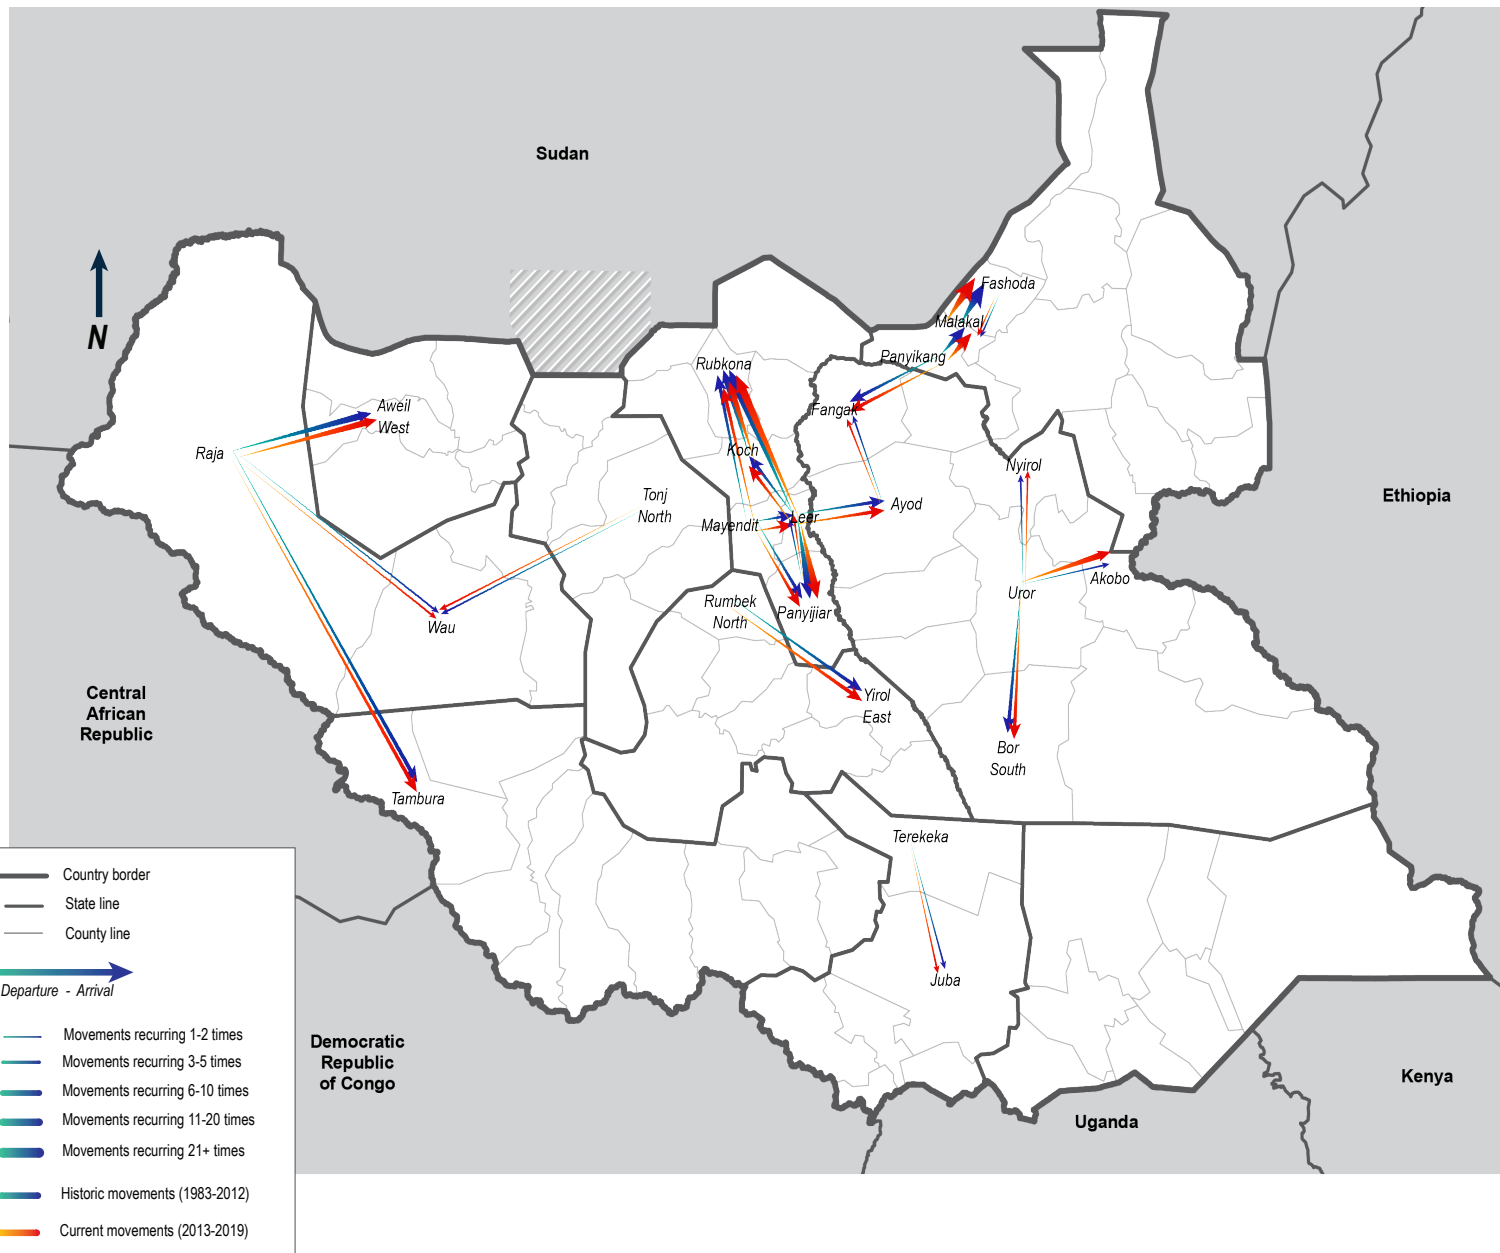 Sudan
Fashoda
Malakal
Panyikang
Rubkona
Aweil
West
Fangak
Raja
Koch
Nyirol
Ethiopia
Tonj
North
Ayod
Mayendit
Leer
Akobo
Uror
Rumbek
North
Panyijiar
Wau
Central
African
Republic
Yirol
East
Bor
South
Tambura
N
Terekeka
Juba
Democratic
Republic
of Congo
Kenya
Uganda
Country border
State line
County line
Departure - Arrival
Movements recurring 1-2 times
Movements recurring 3-5 times
Movements recurring 6-10 times
Movements recurring 11-20 times
Movements recurring 21+ times
Historic movements (1983-2012)
Current movements (2013-2019)